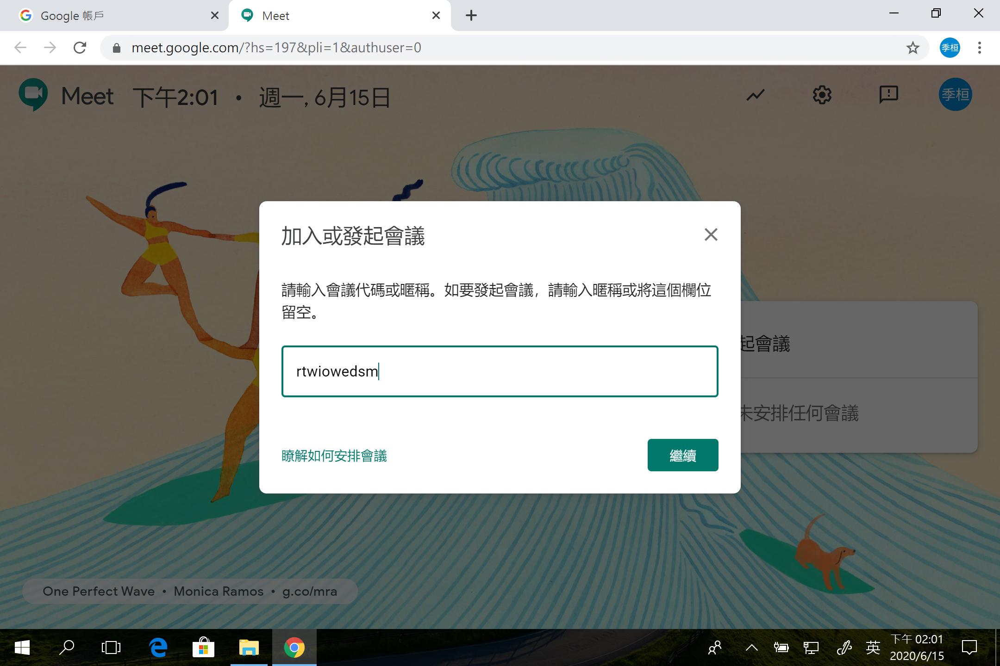 Google 帳戶
Meet
meet.google.com/?hs=197&pli=1&authuser=0
季桓
Meet 下午2:01 • 週一, 6月15日
季桓
加入或發起會議
請輸入會議代碼或暱稱。如要發起會議，請輸入暱稱或將這個欄位
留空。
起會議
rtwiowedsm
未安排任何會議
瞭解如何安排會議
繼續
One Perfect Wave • Monica Ramos • g.co/mra
英
下午 02:01
2020/6/15